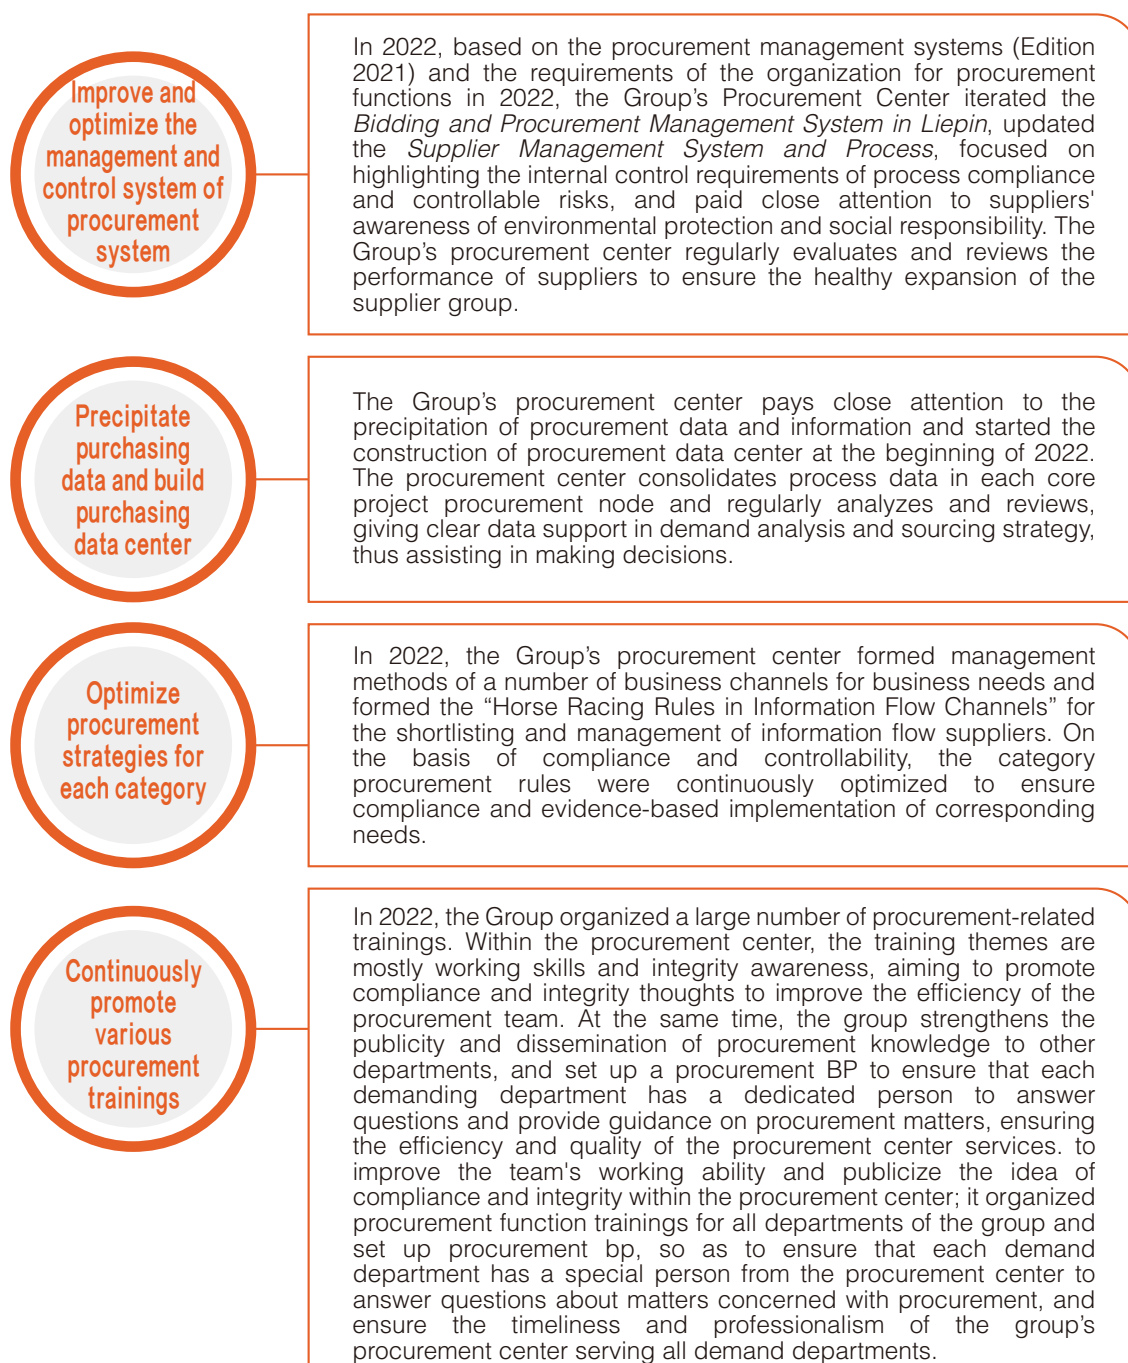 Improve and
optimize the
management and
control system of
procurement
system
In 2022, based on the procurement management systems (Edition
2021) and the requirements of the organization for procurement
functions in 2022, the Group's Procurement Center iterated the
Bidding and Procurement Management System in Liepin, updated
the Supplier Management System and Process, focused on
highlighting the internal control requirements of process compliance
and controllable risks, and paid close attention to suppliers'
awareness of environmental protection and social responsibility. The
Group's procurement center regularly evaluates and reviews the
performance of suppliers to ensure the healthy expansion of the
supplier group.
Precipitate
purchasing
data and build
purchasing
data center
The Group's procurement center pays close attention to the
precipitation of procurement data and information and started the
construction of procurement data center at the beginning of 2022.
The procurement center consolidates process data in each core
project procurement node and regularly analyzes and reviews,
giving clear data support in demand analysis and sourcing strategy,
thus assisting in making decisions.
Optimize
procurement
strategies for
each category
In 2022, the Group's procurement center formed management
methods of a number of business channels for business needs and
formed the “Horse Racing Rules in Information Flow Channels” for
the shortlisting and management of information flow suppliers. On
the basis of compliance and controllability, the category
procurement rules were continuously optimized to ensure
compliance and evidence-based implementation of corresponding
needs.
Continuously
promote
various
procurement
trainings
In 2022, the Group organized a large number of procurement-related
trainings. Within the procurement center, the training themes are
mostly working skills and integrity awareness, aiming to promote
compliance and integrity thoughts to improve the efficiency of the
procurement team. At the same time, the group strengthens the
publicity and dissemination of procurement knowledge to other
departments, and set up a procurement BP to ensure that each
demanding department has a dedicated person to answer
questions and provide guidance on procurement matters, ensuring
the efficiency and quality of the procurement center services. to
improve the team's working ability and publicize the idea of
compliance and integrity within the procurement center; it organized
procurement function trainings for all departments of the group and
set up procurement bp, so as to ensure that each demand
department has a special person from the procurement center to
answer questions about matters concerned with procurement, and
ensure the timeliness and professionalism of the group's
procurement center serving all demand departments.